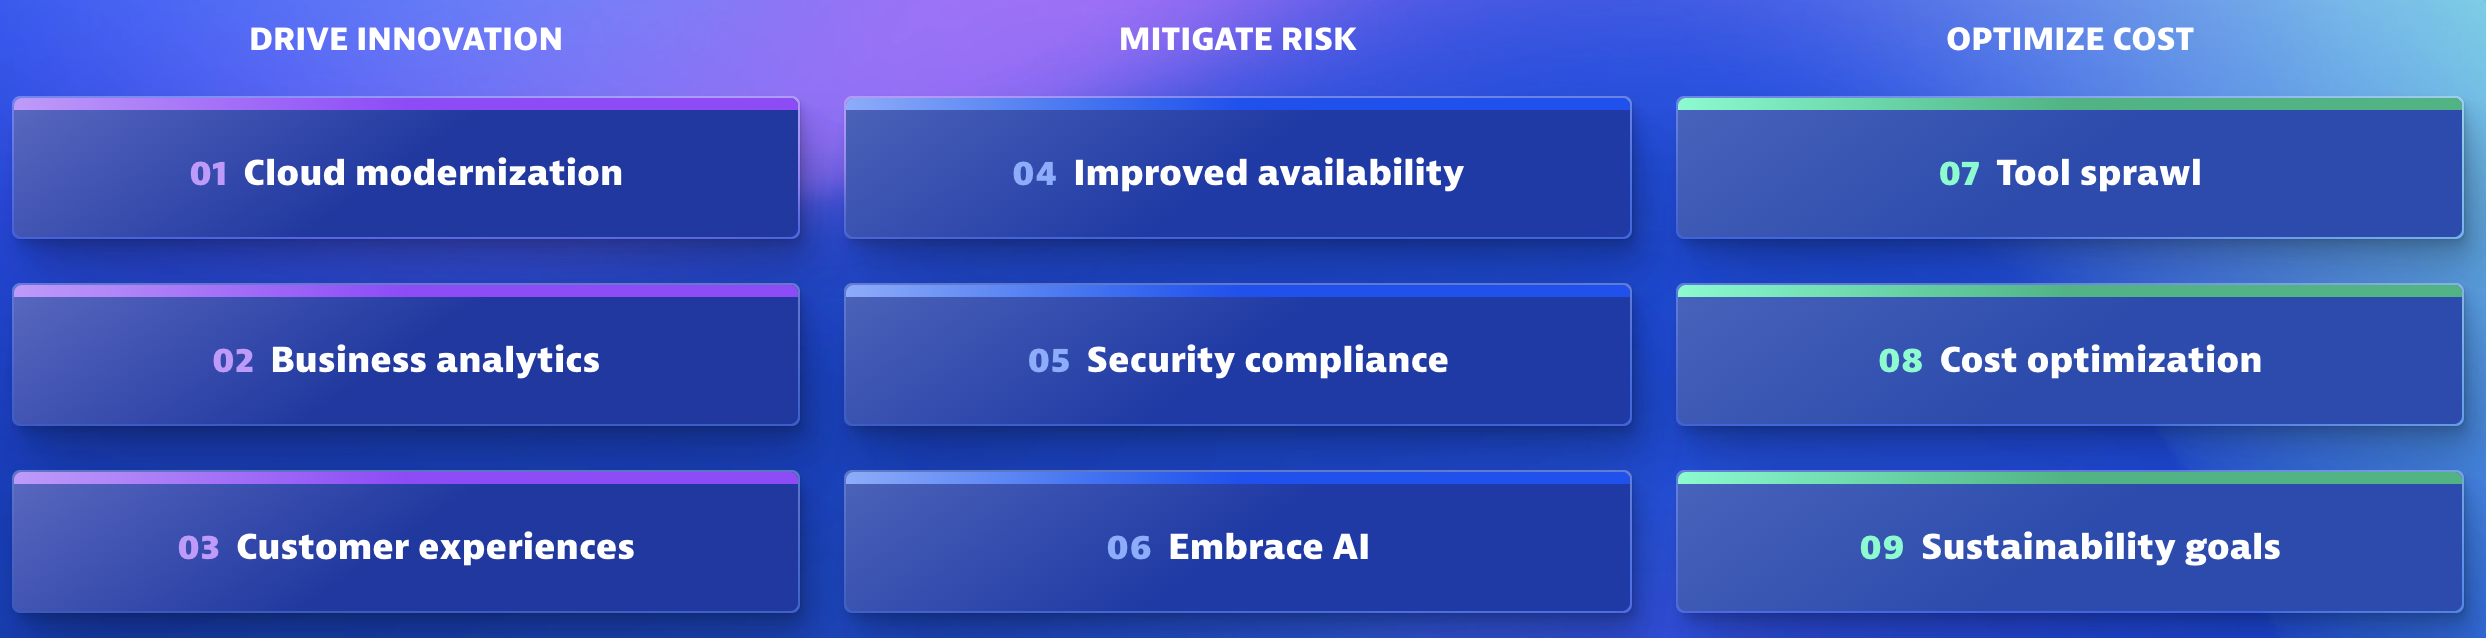 DRIVE INNOVATION
01 Cloud modernization
02 Business analytics
03 Customer experiences
MITIGATE RISK
04 Improved availability
05 Security compliance
06 Embrace AI
OPTIMIZE COST
07 Tool sprawl
08 Cost optimization
09 Sustainability goals